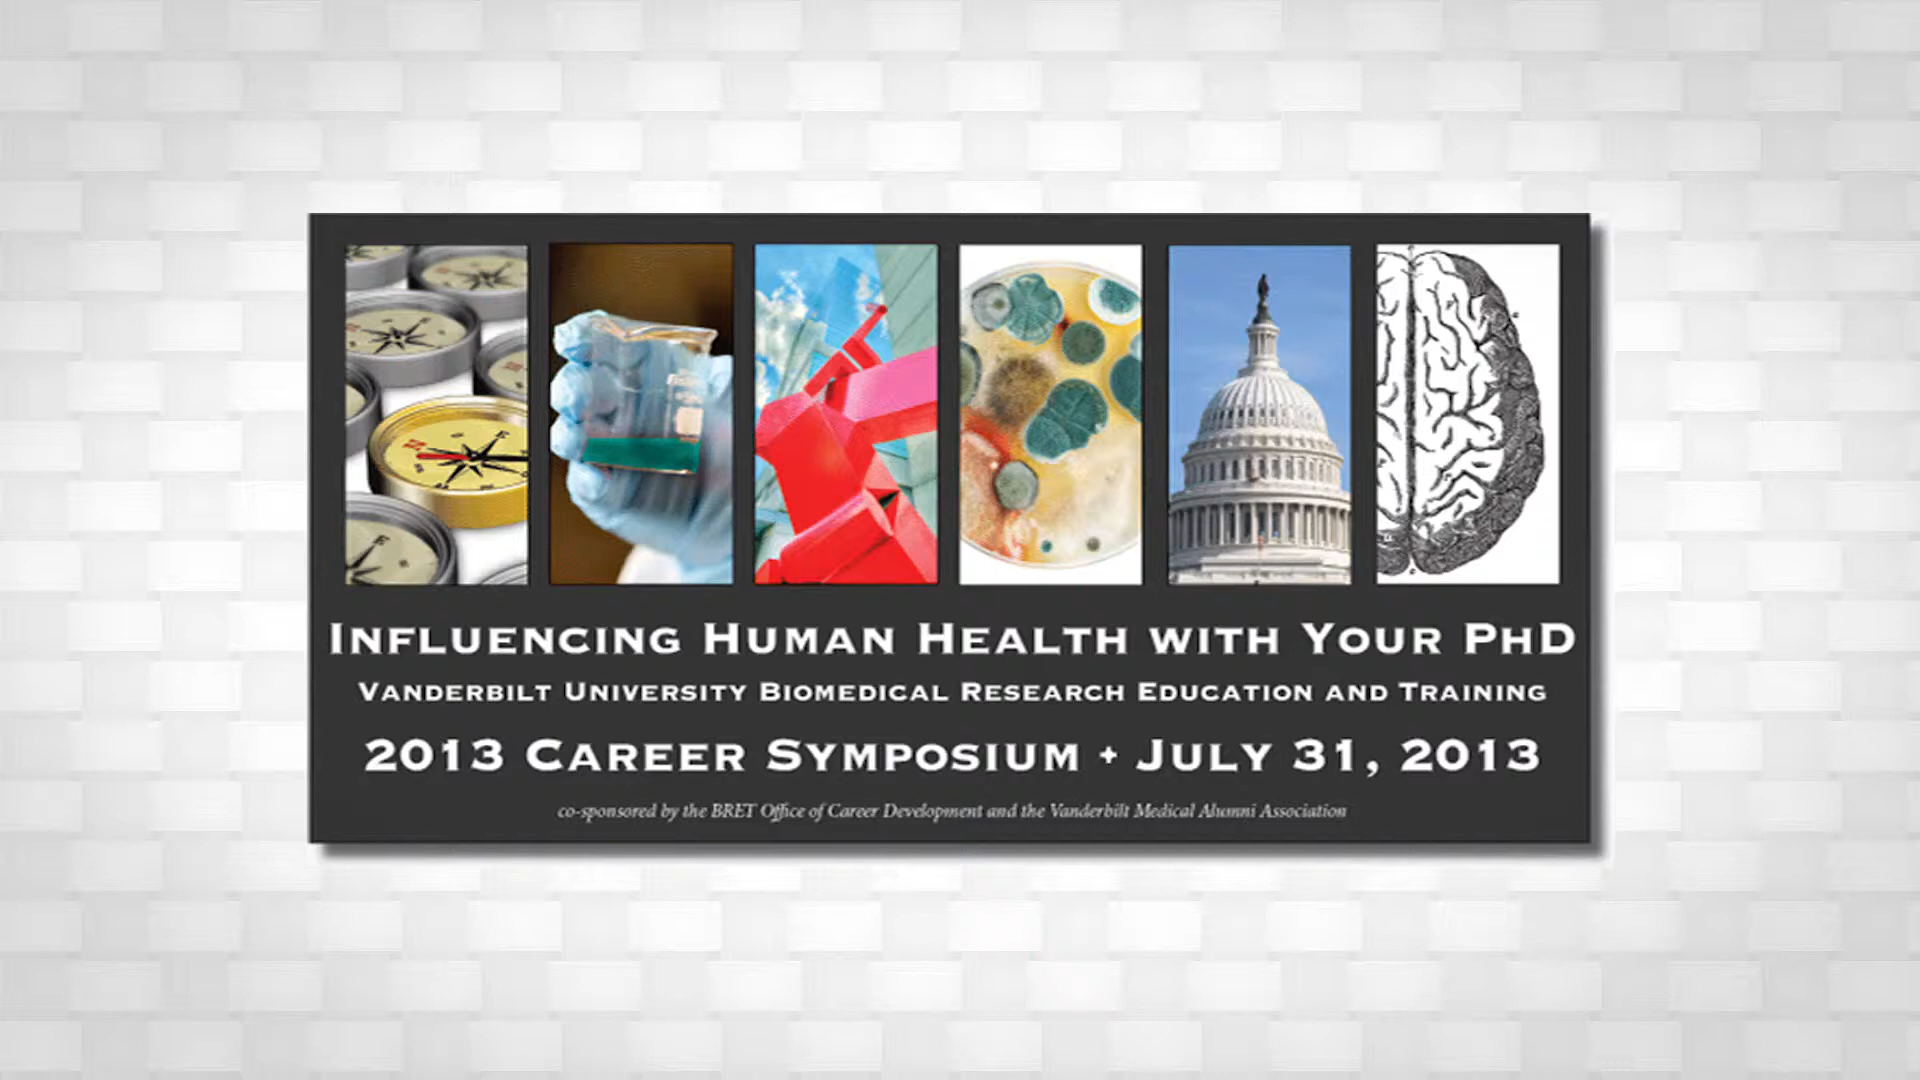 Influencing Human Health with Your PhD
Vanderbilt University Biomedical Research Education and Training
2013 Career Symposium + July 31, 2013
co-sponsored by the BRET Office of Career Development and the Vanderbilt Medical Alumni Association